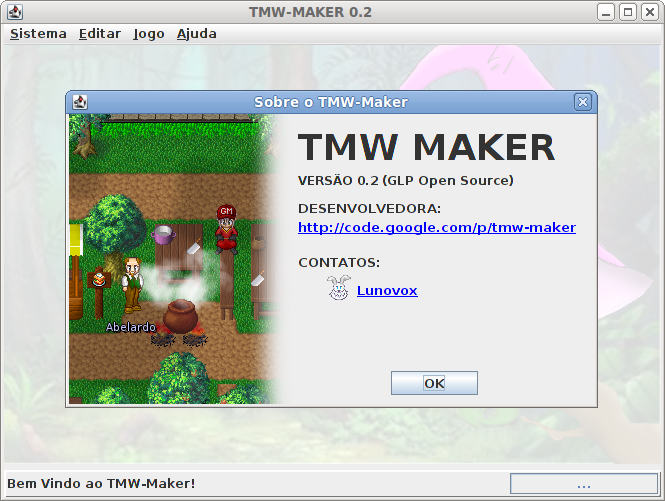 TMW-MAKER 0.2
Sistema Editar Jogo Ajuda
Sobre o TMW-Maker
TMW MAKER
VERSÃO 0.2 (GLP Open Source)
DESENVOLVEDORA:
http://code.google.com/p/tmw-maker
CONTATOS:
Lunovox
GM
Abelardo
OK
Bem Vindo ao TMW-Maker!
...